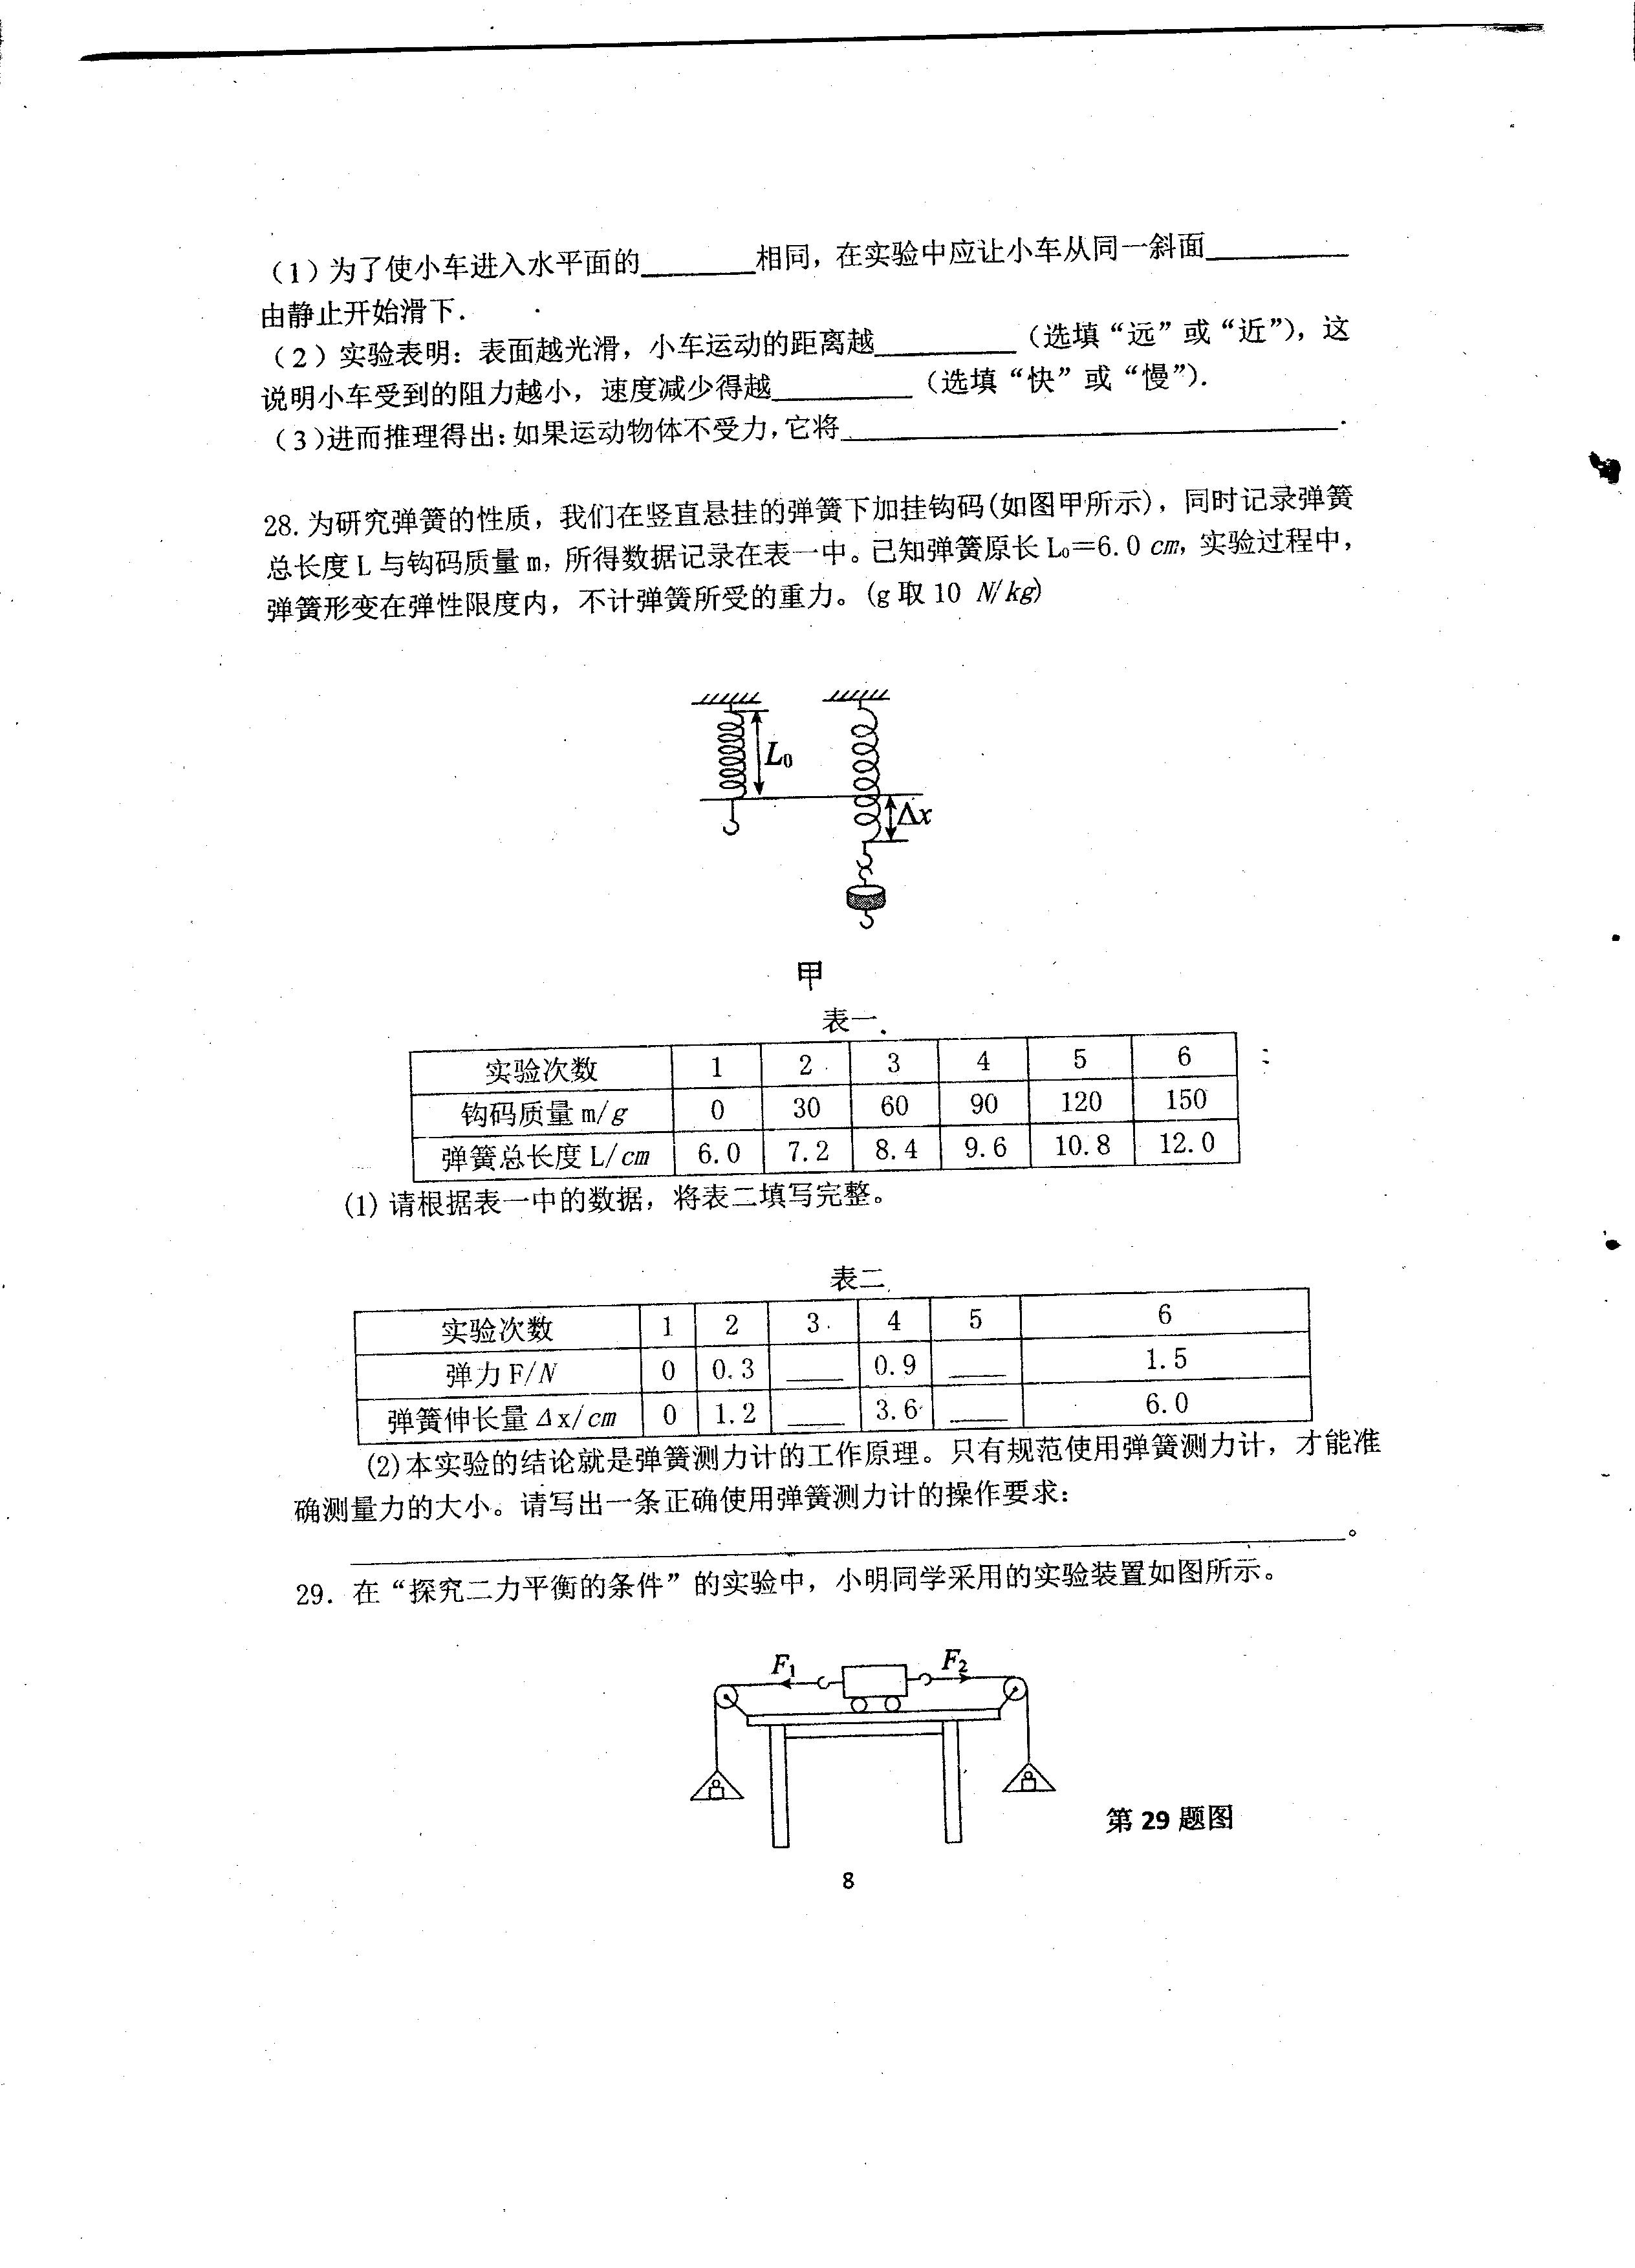 （1）为了使小车进入水平面的________相同，在实验中应让小车从同一斜面__________
由静止开始滑下．
（2）实验表明：表面越光滑，小车运动的距离越__________（选填“远”或“近”），这
说明小车受到的阻力越小，速度减少得越__________（选填“快”或“慢”）．
（3）进而推理得出：如果运动物体不受力，它将____________________________________．
28．为研究弹簧的性质，我们在竖直悬挂的弹簧下加挂钩码(如图甲所示)，同时记录弹簧
总长度 L 与钩码质量 m，所得数据记录在表一中。已知弹簧原长 L₀＝6.0 cm，实验过程中，
弹簧形变在弹性限度内，不计弹簧所受的重力。(g 取 10 N/kg)
L₀
Δx
甲
表一
实验次数 1 2 3 4 5 6
钩码质量 m/g 0 30 60 90 120 150
弹簧总长度 L/cm 6.0 7.2 8.4 9.6 10.8 12.0
(1) 请根据表一中的数据，将表二填写完整。
表二
实验次数 1 2 3 4 5 6
弹力 F/N 0 0.3 ____ 0.9 ____ 1.5
弹簧伸长量 Δx/cm 0 1.2 ____ 3.6 ____ 6.0
(2)本实验的结论就是弹簧测力计的工作原理。只有规范使用弹簧测力计，才能准
确测量力的大小。请写出一条正确使用弹簧测力计的操作要求：
____________________________________。
29．在“探究二力平衡的条件”的实验中，小明同学采用的实验装置如图所示。
F₁ F₂
第 29 题图
8